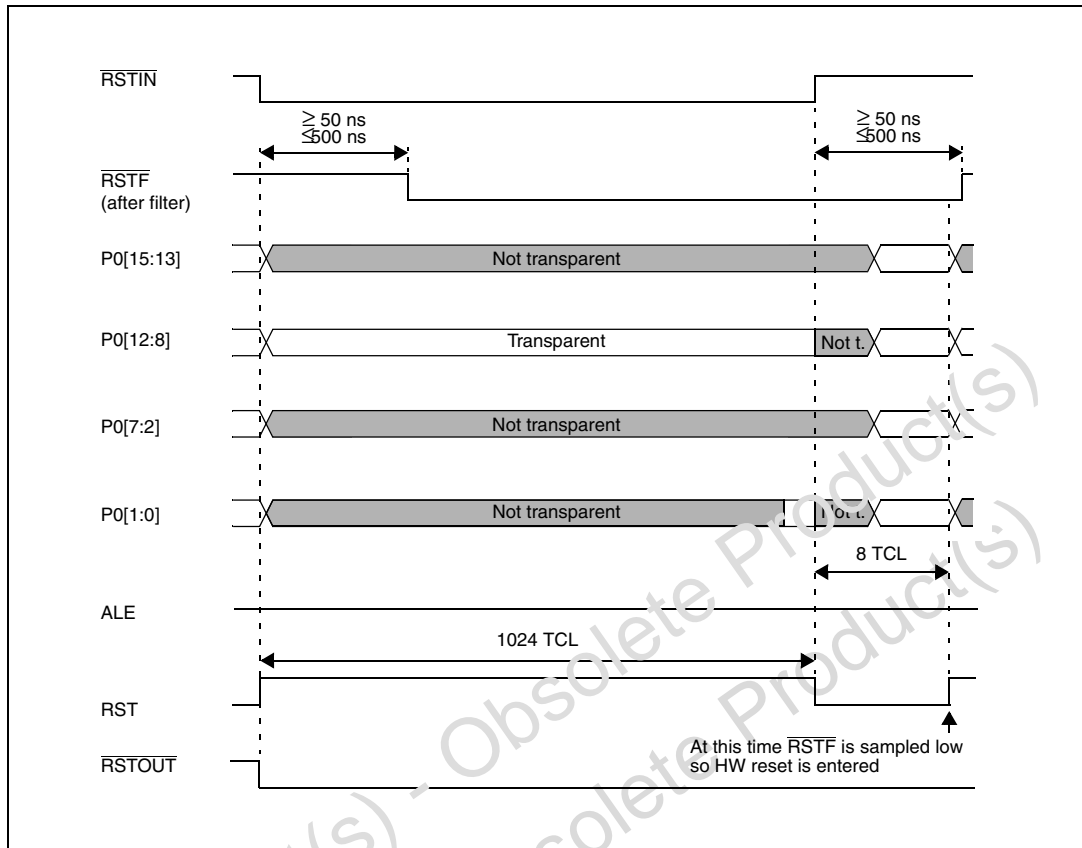 RSTIN
≥ 50 ns
≤500 ns
≥ 50 ns
≤500 ns
RSTF
(after filter)
P0[15:13]
Not transparent
P0[12:8]
Transparent
Not t.
P0[7:2]
Not transparent
P0[1:0]
Not transparent
Not t.
8 TCL
ALE
1024 TCL
RST
At this time RSTF is sampled low
so HW reset is entered
RSTOUT
Obsolete Product(s)
(s) - Obsolete Product(s)